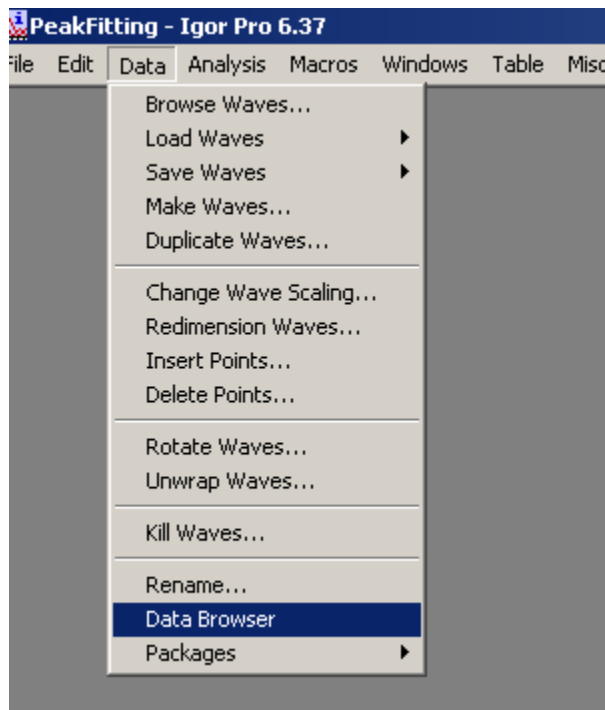 PeakFitting - Igor Pro 6.37
File Edit Data Analysis Macros Windows Table Misc
Browse Waves...
Load Waves
Save Waves
Make Waves...
Duplicate Waves...
Change Wave Scaling...
Redimension Waves...
Insert Points...
Delete Points...
Rotate Waves...
Unwrap Waves...
Kill Waves...
Rename...
Data Browser
Packages